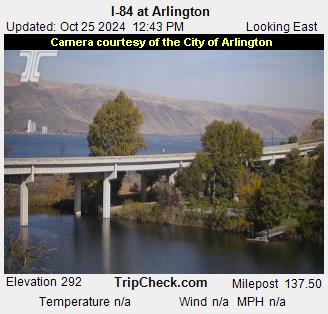 I-84 at Arlington
Updated: Oct 25 2024 12:43 PM Looking East
Camera courtesy of the City of Arlington
Elevation 292 TripCheck.com Milepost 137.50
Temperature n/a Wind n/a MPH n/a